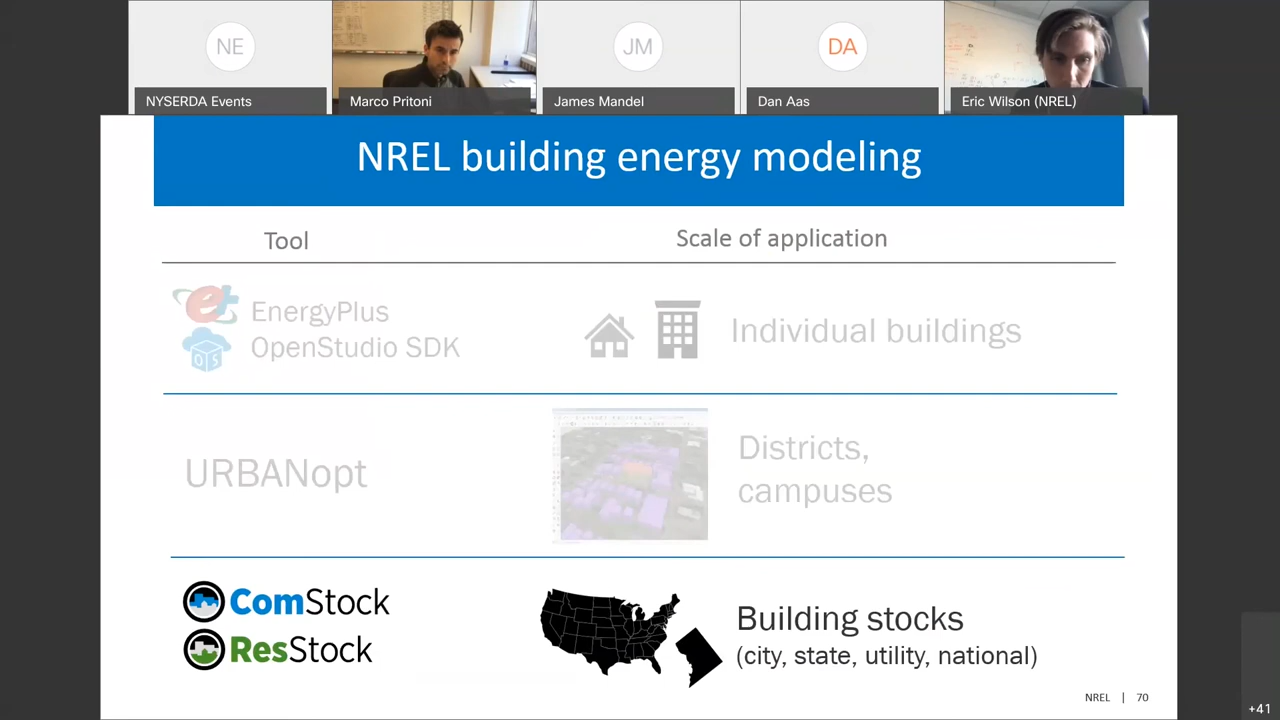 NE
JM
DA
NYSERDA Events
Marco Pritoni
James Mandel
Dan Aas
Eric Wilson (NREL)
NREL building energy modeling
Tool
Scale of application
EnergyPlus
OpenStudio SDK
Individual buildings
URBANopt
Districts,
campuses
ComStock
ResStock
Building stocks
(city, state, utility, national)
NREL | 70
+41